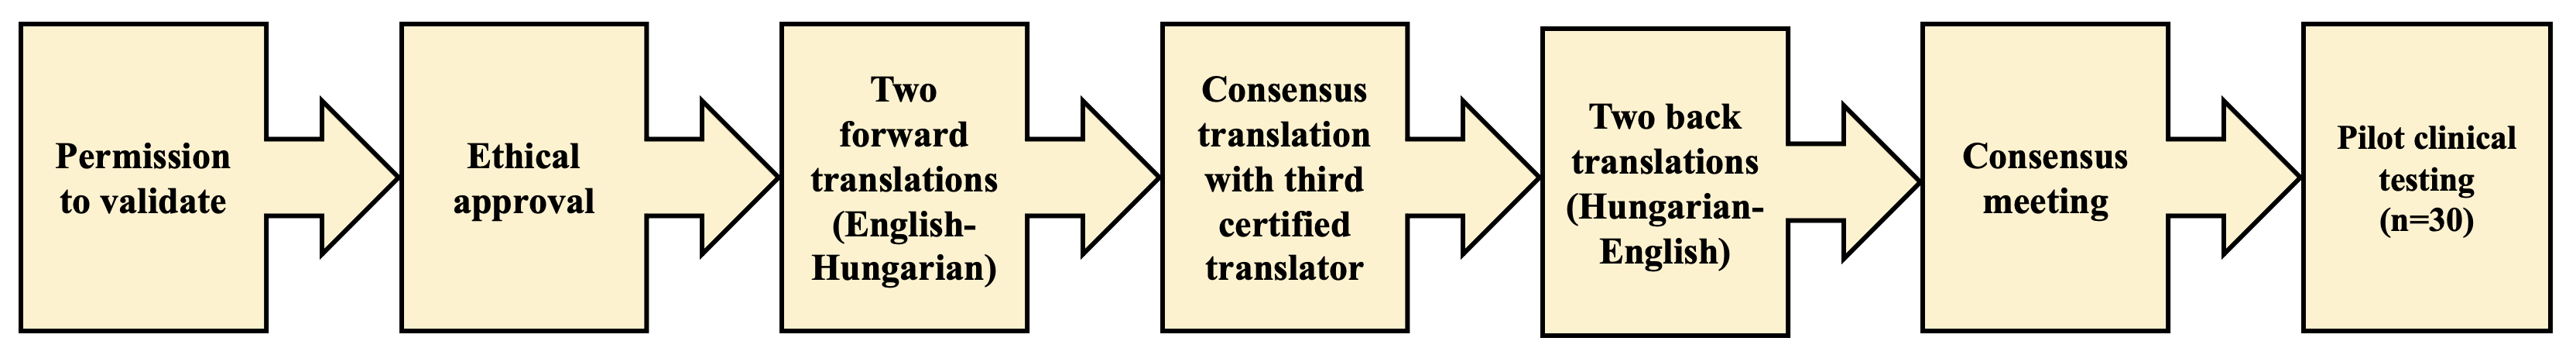 Permission
to validate
Ethical
approval
Two
forward
translations
(English-
Hungarian)
Consensus
translation
with third
certified
translator
Two back
translations
(Hungarian-
English)
Consensus
meeting
Pilot clinical
testing
(n=30)